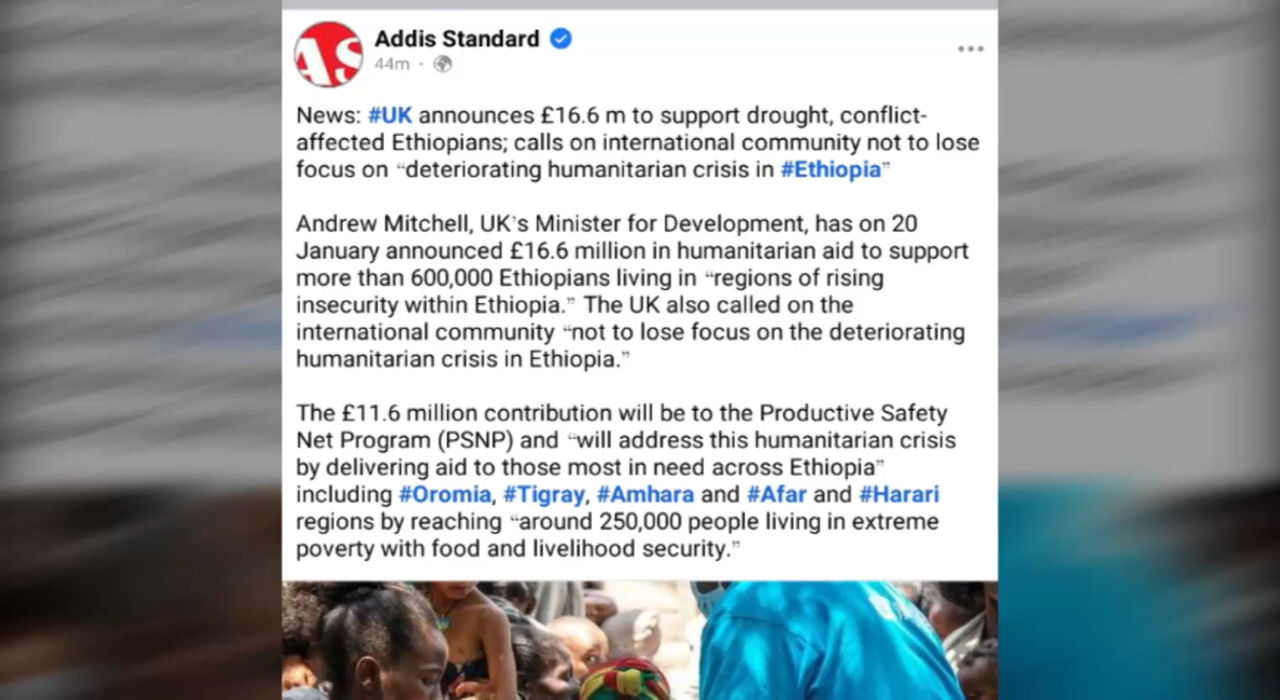 AS
Addis Standard
44m ·
News: #UK announces £16.6 m to support drought, conflict-
affected Ethiopians; calls on international community not to lose
focus on “deteriorating humanitarian crisis in #Ethiopia”
Andrew Mitchell, UK’s Minister for Development, has on 20
January announced £16.6 million in humanitarian aid to support
more than 600,000 Ethiopians living in “regions of rising
insecurity within Ethiopia.” The UK also called on the
international community “not to lose focus on the deteriorating
humanitarian crisis in Ethiopia.”
The £11.6 million contribution will be to the Productive Safety
Net Program (PSNP) and “will address this humanitarian crisis
by delivering aid to those most in need across Ethiopia”
including #Oromia, #Tigray, #Amhara and #Afar and #Harari
regions by reaching “around 250,000 people living in extreme
poverty with food and livelihood security.”